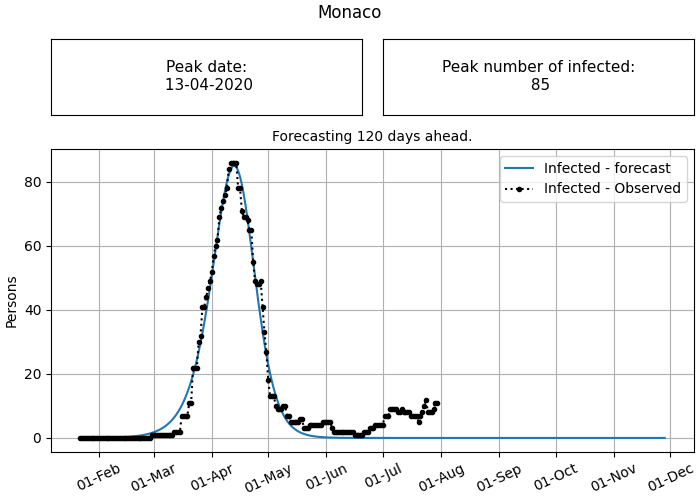 Monaco
Peak date:
13-04-2020
Peak number of infected:
85
Forecasting 120 days ahead.
Infected - forecast
Infected - Observed
Persons
80
60
40
20
0
01-Feb
01-Mar
01-Apr
01-May
01-Jun
01-Jul
01-Aug
01-Sep
01-Oct
01-Nov
01-Dec